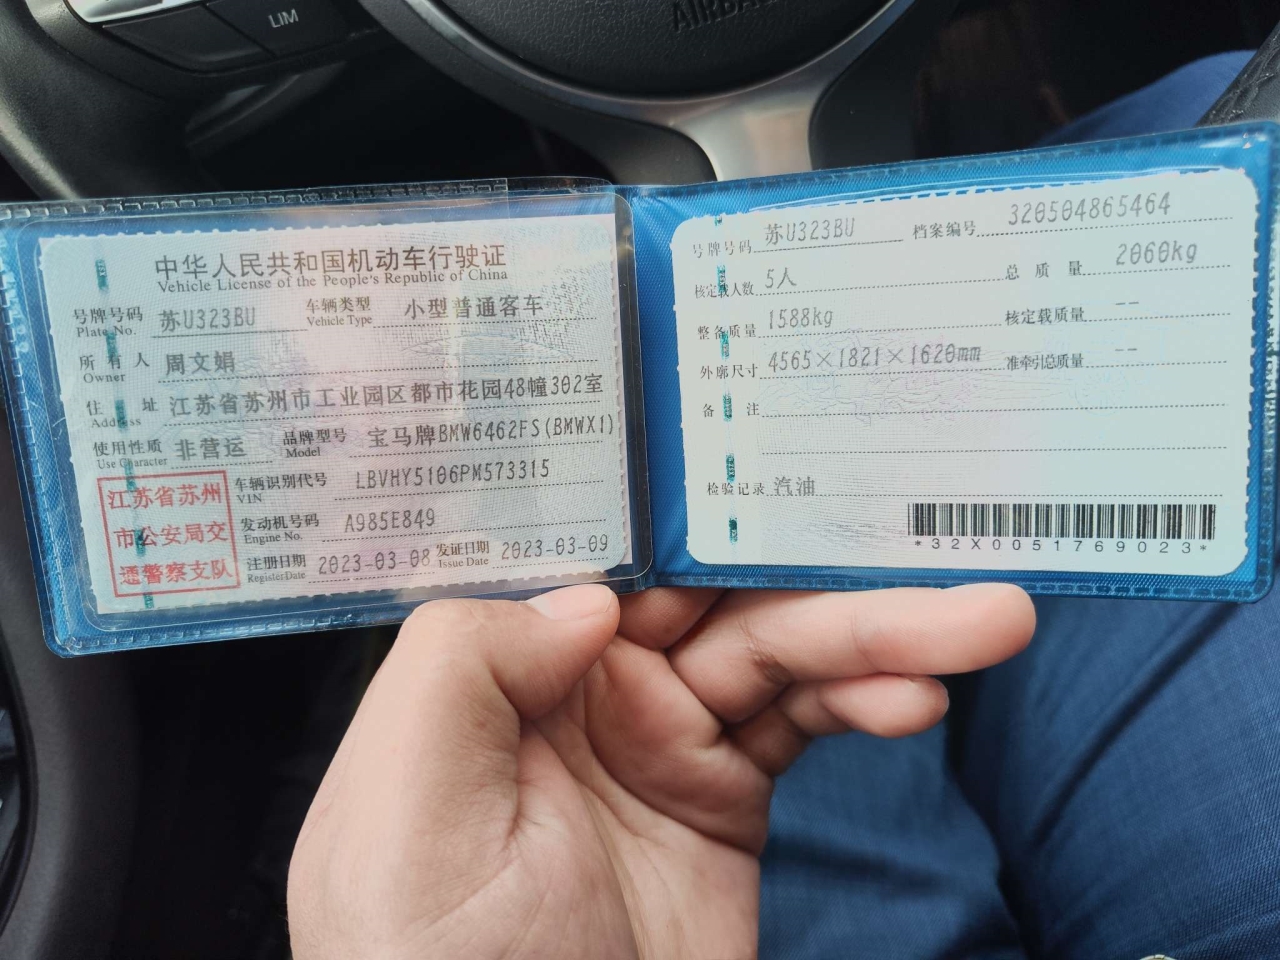 LIM
AIRBAG
中华人民共和国机动车行驶证
Vehicle License of the People's Republic of China
号牌号码 苏U323BU 车辆类型 小型普通客车
Plate No. Vehicle Type
所有人 周文娟
Owner
住址 江苏省苏州市工业园区都市花园48幢302室
Address
使用性质 非营运 品牌型号 宝马牌BMW6462FS(BMWX1)
Use Character Model
江苏省苏州
市公安局交
通警察支队
车辆识别代号 LBVHY5106PM573315
VIN
发动机号码 A985E849
Engine No.
注册日期 2023-03-08 发证日期 2023-03-09
Register Date Issue Date
号牌号码 苏U323BU 档案编号 320504865464
核定载人数 5人 总质量 2060kg
整备质量 1588kg 核定载质量 --
外廓尺寸 4565×1821×1620mm 准牵引总质量 --
备注
检验记录 汽油
*32X0051769023*